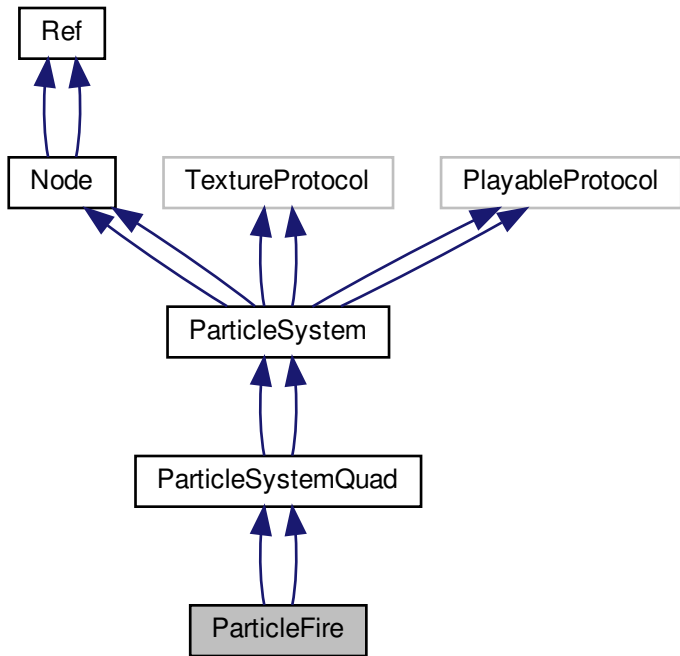 Ref
Node
TextureProtocol
PlayableProtocol
ParticleSystem
ParticleSystemQuad
ParticleFire